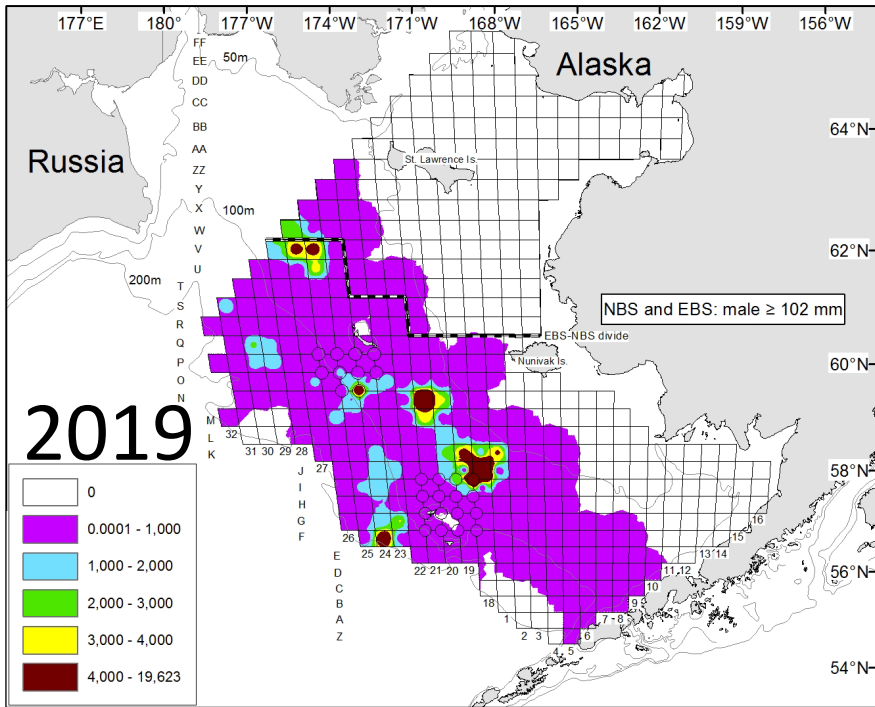 177°E 180° 177°W 174°W 171°W 168°W 165°W 162°W 159°W 156°W
FF
EE
DD
CC
BB
AA
ZZ
Y
X
W
V
U
T
S
R
Q
P
O
N
M
L
K
J
I
H
G
F
E
D
C
B
A
Z
50m
100m
200m
Alaska
Russia
St. Lawrence Is.
64°N
62°N
60°N
58°N
56°N
54°N
NBS and EBS: male ≥ 102 mm
EBS-NBS divide
Nunivak Is.
2019
32 31 30 29 28 27
26 25 24 23
22 21 20 19
18
1 2 3 4 5 6 7 8 9 10 11 12 13 14 15 16
0
0.0001 - 1,000
1,000 - 2,000
2,000 - 3,000
3,000 - 4,000
4,000 - 19,623